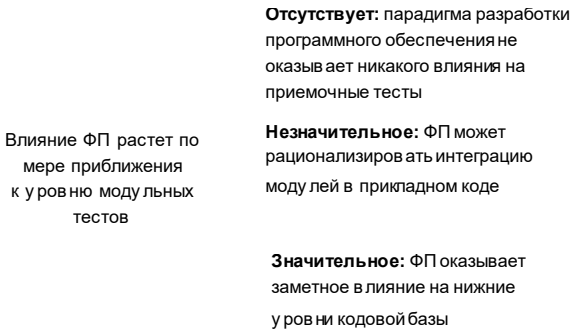 Отсутствует: парадигма разработки
программного обеспечения не
оказывает никакого влияния на
приемочные тесты
Влияние ФП растет по
мере приближения
к уровню модульных
тестов
Незначительное: ФП может
рационализировать интеграцию
модулей в прикладном коде
Значительное: ФП оказывает
заметное влияние на нижние
уровни кодовой базы